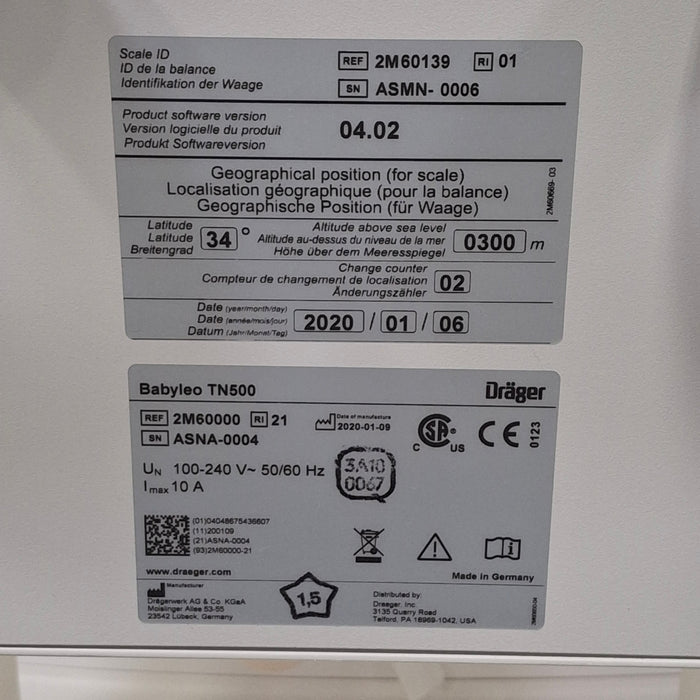 Scale ID
ID de la balance
Identifikation der Waage
REF 2M60139 RI 01
SN ASMN- 0006
Product software version
Version logicielle du produit
Produkt Softwareversion
04.02
Geographical position (for scale)
Localisation géographique (pour la balance)
Geographische Position (für Waage)
2M60669- 03
Latitude
Latitude
Breitengrad
34°
Altitude above sea level
Altitude au-dessus du niveau de la mer
Höhe über dem Meeresspiegel
0300 m
Change counter
Compteur de changement de localisation
Änderungszähler
02
Date (year/month/day)
Date (année/mois/jour)
Datum (Jahr/Monat/Tag)
2020 / 01 / 06
Babyleo TN500
Dräger
REF 2M60000 RI 21
SN ASNA-0004
Date of manufacture
2020-01-09
SA®
C US
CE 0123
UN 100-240 V~ 50/60 Hz
Imax 10 A
3A10
0067
(01)04048675436607
(11)200109
(21)ASNA-0004
(93)2M60000-21
www.draeger.com
Made in Germany
Manufacturer
Drägerwerk AG & Co. KGaA
Moislinger Allee 53-55
23542 Lübeck, Germany
1,5
Distributed by:
Draeger, Inc.
3135 Quarry Road
Telford, PA 18969-1042, USA